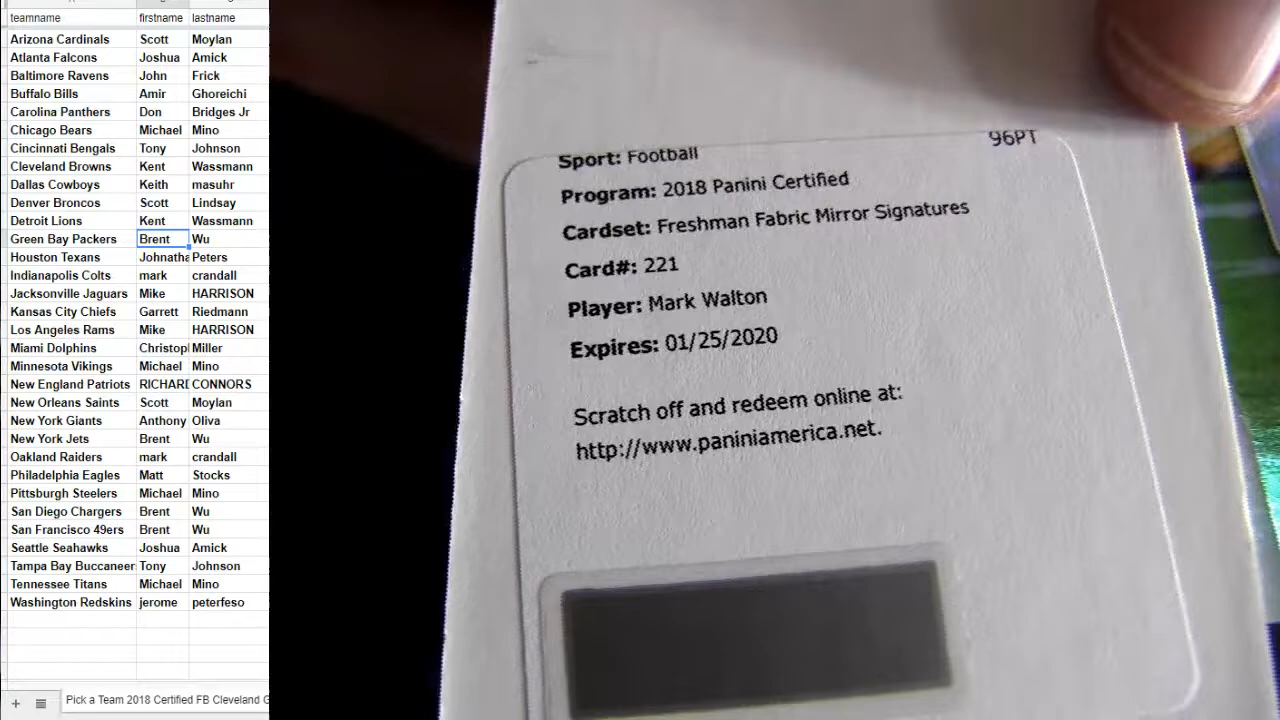 teamname firstname lastname
Arizona Cardinals Scott Moylan
Atlanta Falcons Joshua Amick
Baltimore Ravens John Frick
Buffalo Bills Amir Ghoreichi
Carolina Panthers Don Bridges Jr
Chicago Bears Michael Mino
Cincinnati Bengals Tony Johnson
Cleveland Browns Kent Wassmann
Dallas Cowboys Keith masuhr
Denver Broncos Scott Lindsay
Detroit Lions Kent Wassmann
Green Bay Packers Brent Wu
Houston Texans Johnatha Peters
Indianapolis Colts mark crandall
Jacksonville Jaguars Mike HARRISON
Kansas City Chiefs Garrett Riedmann
Los Angeles Rams Mike HARRISON
Miami Dolphins Christop Miller
Minnesota Vikings Michael Mino
New England Patriots RICHARD CONNORS
New Orleans Saints Scott Moylan
New York Giants Anthony Oliva
New York Jets Brent Wu
Oakland Raiders mark crandall
Philadelphia Eagles Matt Stocks
Pittsburgh Steelers Michael Mino
San Diego Chargers Brent Wu
San Francisco 49ers Brent Wu
Seattle Seahawks Joshua Amick
Tampa Bay Buccaneer Tony Johnson
Tennessee Titans Michael Mino
Washington Redskins jerome peterfeso
Pick a Team 2018 Certified FB Cleveland
96PT
Sport: Football
Program: 2018 Panini Certified
Cardset: Freshman Fabric Mirror Signatures
Card#: 221
Player: Mark Walton
Expires: 01/25/2020
Scratch off and redeem online at:
http://www.paniniamerica.net.